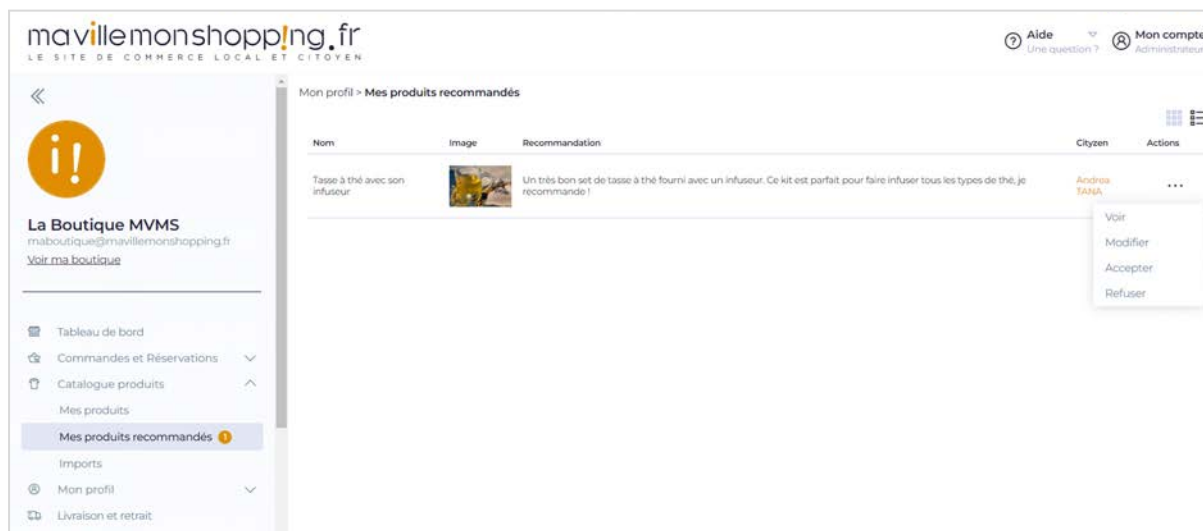 mavillemonshopp!ng.fr
LE SITE DE COMMERCE LOCAL ET CITOYEN
Aide
Une question ?
Mon compte
Administrateur
i!
La Boutique MVMS
maboutique@mavillemonshopping.fr
Voir ma boutique
Tableau de bord
Commandes et Réservations
Catalogue produits
Mes produits
Mes produits recommandés 1
Imports
Mon profil
Livraison et retrait
Mon profil > Mes produits recommandés
Nom Image Recommandation Cityzen Actions
Tasse à thé avec son
infuseur
Un très bon set de tasse à thé fourni avec un infuseur. Ce kit est parfait pour faire infuser tous les types de thé, je
recommande !
Andrea
TANA
Voir
Modifier
Accepter
Refuser